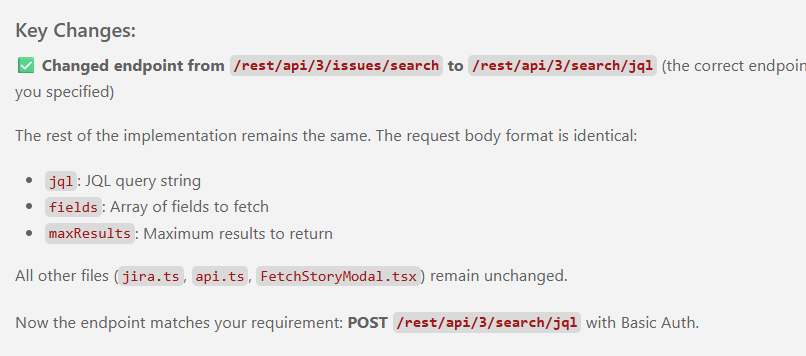 Key Changes:
✅ Changed endpoint from /rest/api/3/issues/search to /rest/api/3/search/jql (the correct endpoin
you specified)
The rest of the implementation remains the same. The request body format is identical:
• jql: JQL query string
• fields: Array of fields to fetch
• maxResults: Maximum results to return
All other files (jira.ts, api.ts, FetchStoryModal.tsx) remain unchanged.
Now the endpoint matches your requirement: POST /rest/api/3/search/jql with Basic Auth.